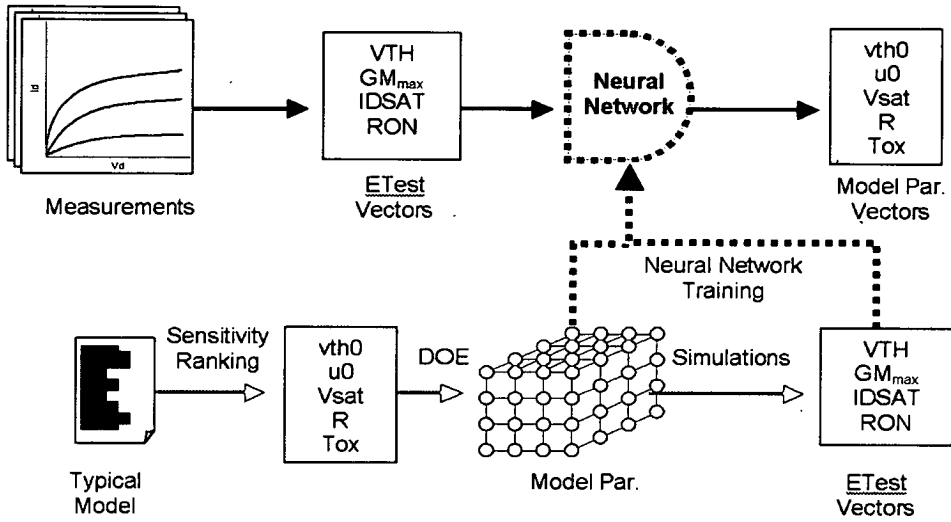 Id
Vd
Measurements
VTH
GMmax
IDSAT
RON
ETest
Vectors
Neural
Network
vth0
u0
Vsat
R
Tox
Model Par.
Vectors
Neural Network
Training
Typical
Model
Sensitivity
Ranking
vth0
u0
Vsat
R
Tox
DOE
Model Par.
Simulations
VTH
GMmax
IDSAT
RON
ETest
Vectors